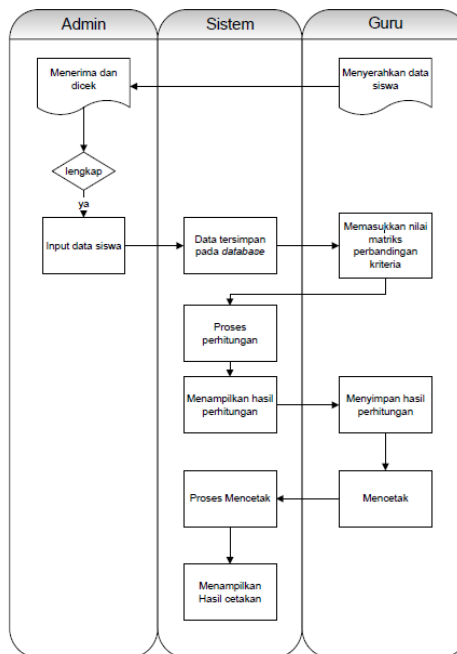 Admin
Sistem
Guru
Menerima dan
dicek
Menyerahkan data
siswa
lengkap
ya
Input data siswa
Data tersimpan
pada database
Memasukkan nilai
matriks
perbandingan
kriteria
Proses
perhitungan
Menampilkan hasil
perhitungan
Menyimpan hasil
perhitungan
Proses Mencetak
Mencetak
Menampilkan
Hasil cetakan